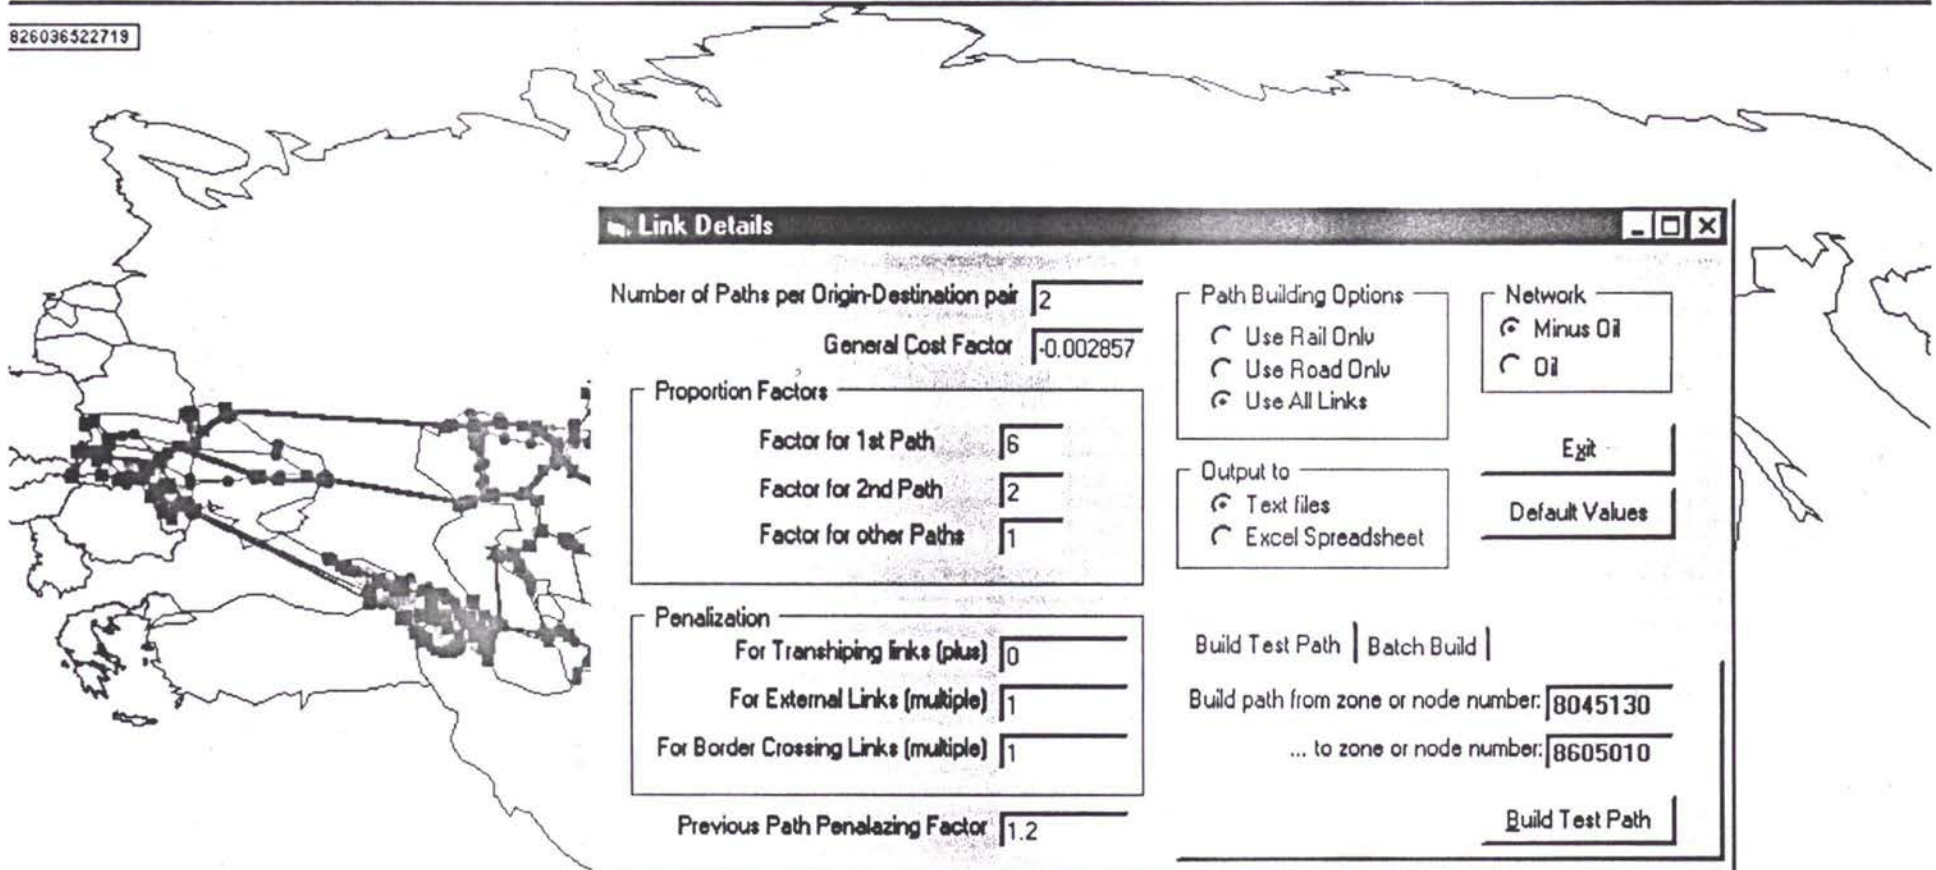 826036522719
Link Details
Number of Paths per Origin-Destination pair 2
General Cost Factor -0.002857
Proportion Factors
Factor for 1st Path 6
Factor for 2nd Path 2
Factor for other Paths 1
Penalization
For Transhiping links (plus) 0
For External Links (multiple) 1
For Border Crossing Links (multiple) 1
Previous Path Penalazing Factor 1.2
Path Building Options
Use Rail Only
Use Road Only
Use All Links
Network
Minus Oil
Oil
Output to
Text files
Excel Spreadsheet
Exit
Default Values
Build Test Path Batch Build
Build path from zone or node number: 8045130
... to zone or node number: 8605010
Build Test Path